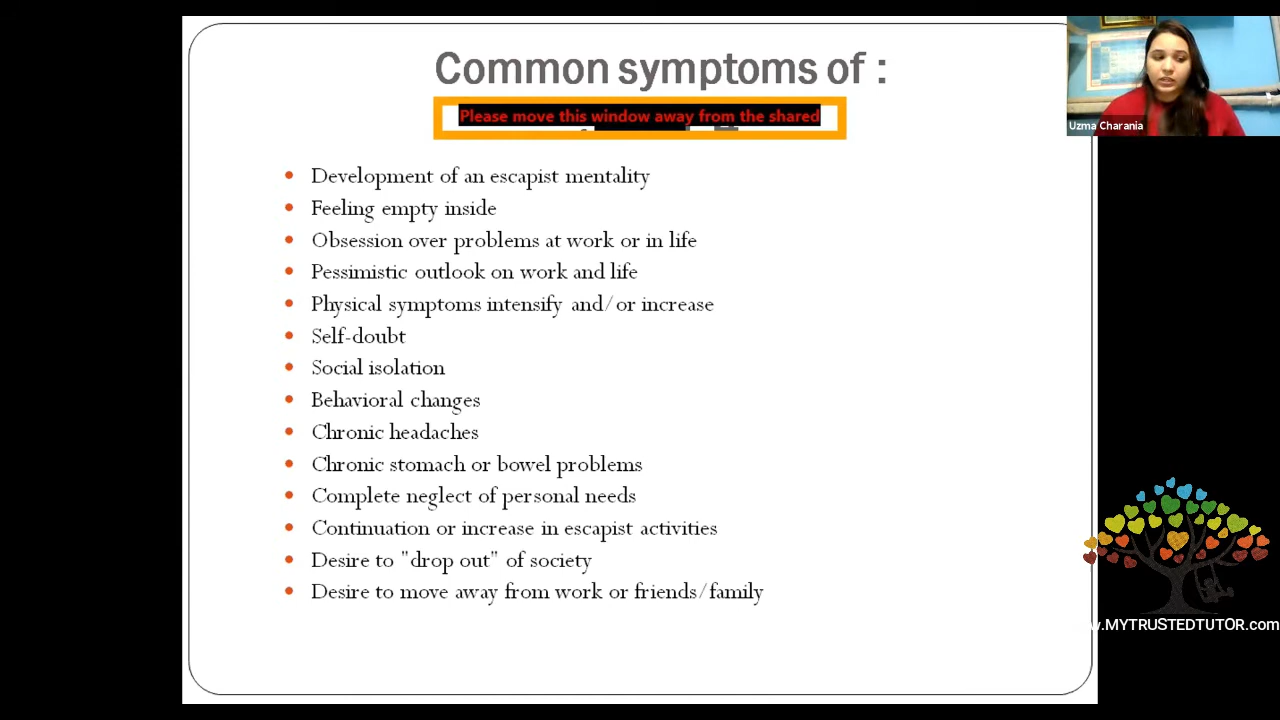 Common symptoms of :
Please move this window away from the shared
Uzma Charania
Development of an escapist mentality
Feeling empty inside
Obsession over problems at work or in life
Pessimistic outlook on work and life
Physical symptoms intensify and/or increase
Self-doubt
Social isolation
Behavioral changes
Chronic headaches
Chronic stomach or bowel problems
Complete neglect of personal needs
Continuation or increase in escapist activities
Desire to "drop out" of society
Desire to move away from work or friends/family
w.MYTRUSTEDTUTOR.com